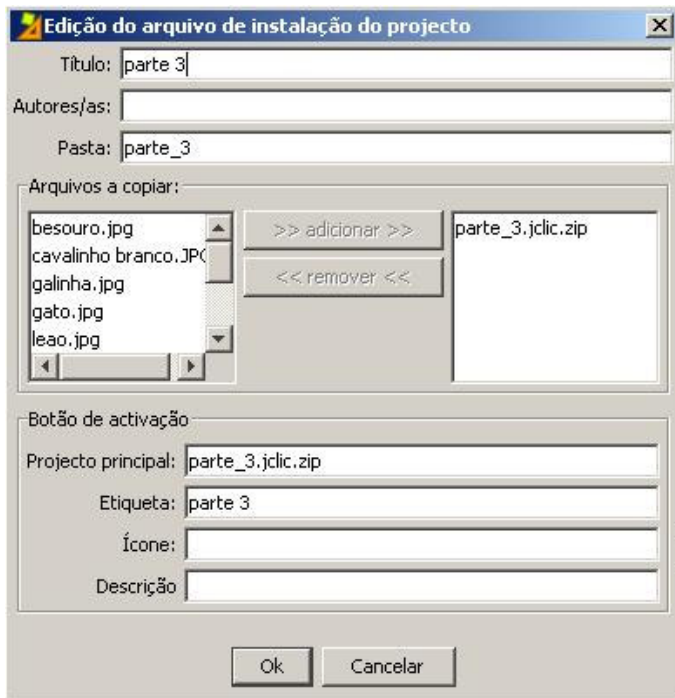 Edição do arquivo de instalação do projecto
Título: parte 3
Autores/as:
Pasta: parte_3
Arquivos a copiar:
besouro.jpg
cavalinho branco.JPG
galinha.jpg
gato.jpg
leao.jpg
>> adicionar >>
<< remover <<
parte_3.jclic.zip
Botão de activação
Projecto principal: parte_3.jclic.zip
Etiqueta: parte 3
Ícone:
Descrição
Ok Cancelar